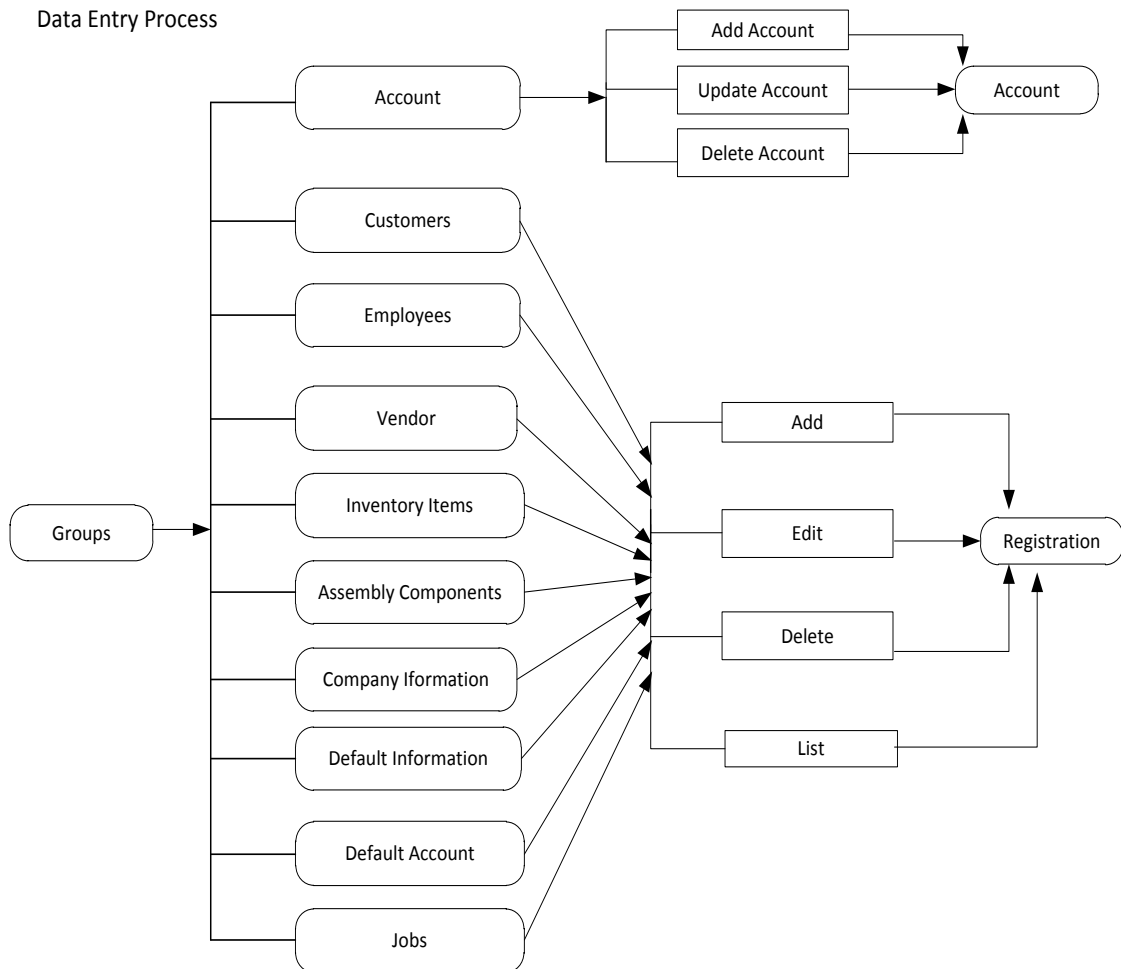 Data Entry Process
Add Account
Account
Update Account
Account
Delete Account
Customers
Employees
Vendor
Add
Inventory Items
Groups
Edit
Registration
Assembly Components
Delete
Company Iformation
Default Information
List
Default Account
Jobs